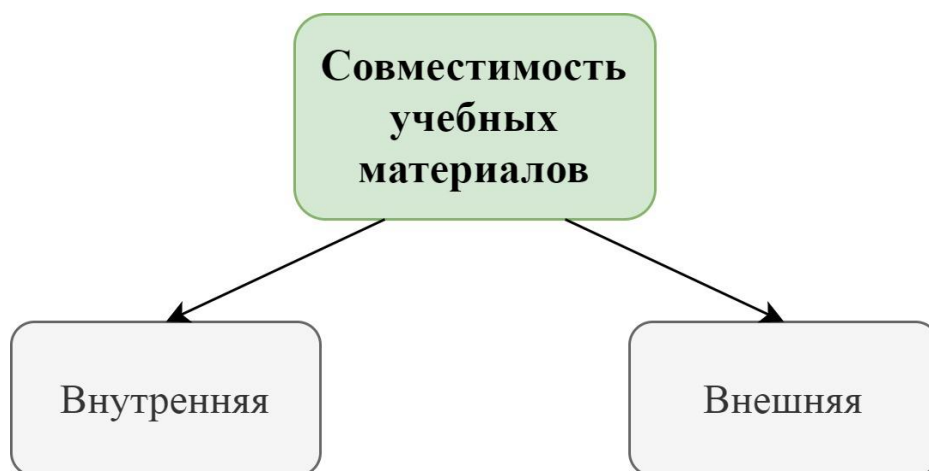 Совместимость
учебных
материалов
Внутренняя
Внешняя